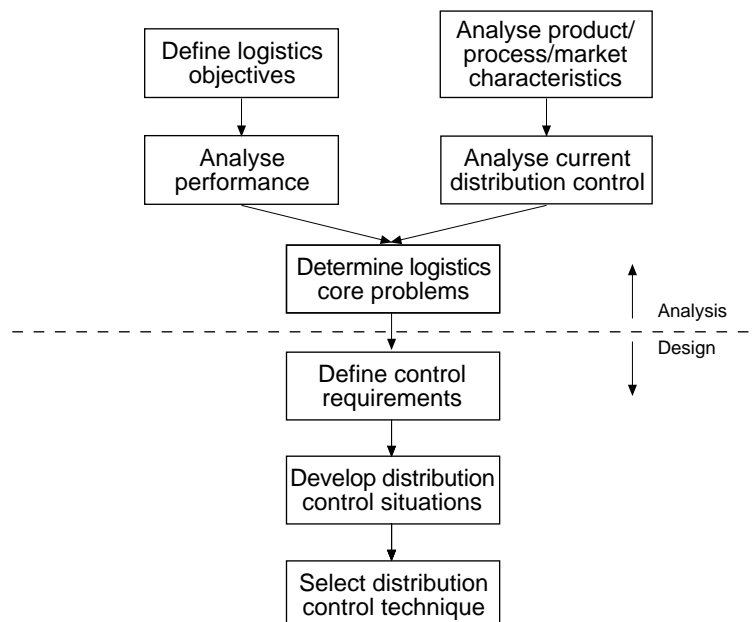 Define logistics
objectives
Analyse product/
process/market
characteristics
Analyse
performance
Analyse current
distribution control
Determine logistics
core problems
Analysis
Design
Define control
requirements
Develop distribution
control situations
Select distribution
control technique